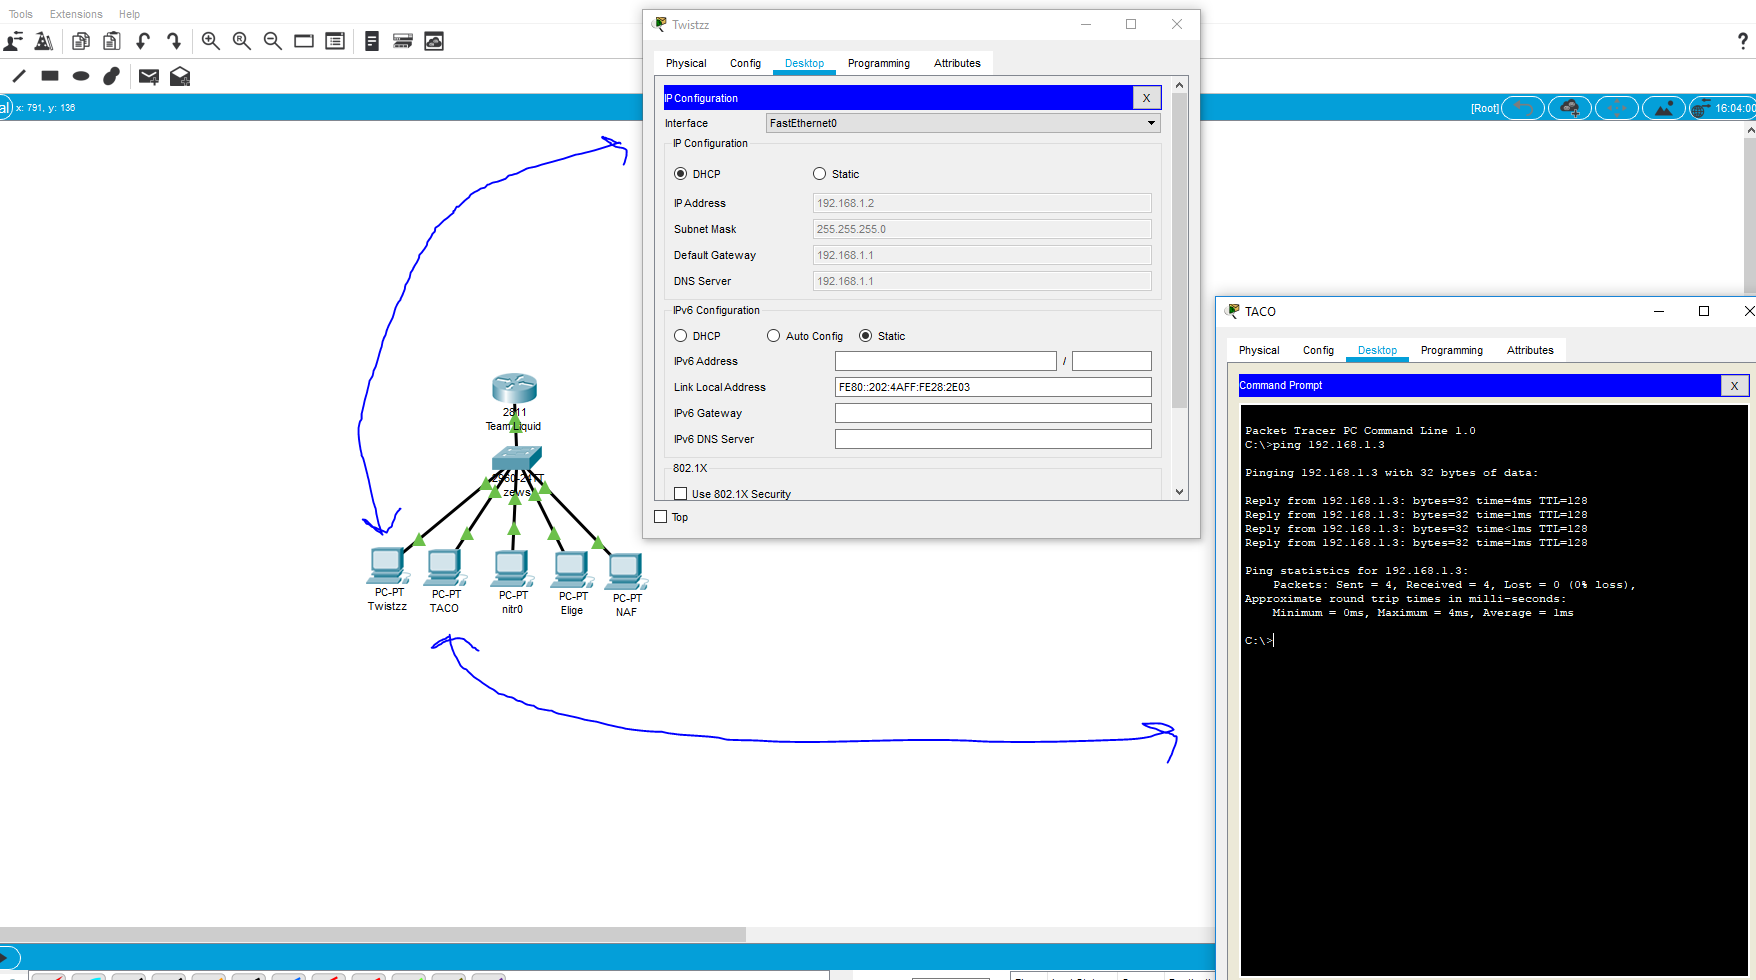 Tools Extensions Help
x: 791, y: 136
[Root]
16:04:00
2811
Team Liquid
2960-24TT
zews
PC-PT
Twistzz
PC-PT
TACO
PC-PT
nitr0
PC-PT
Elige
PC-PT
NAF
Twistzz
Physical Config Desktop Programming Attributes
IP Configuration X
Interface FastEthernet0
IP Configuration
DHCP Static
IP Address 192.168.1.2
Subnet Mask 255.255.255.0
Default Gateway 192.168.1.1
DNS Server 192.168.1.1
IPv6 Configuration
DHCP Auto Config Static
IPv6 Address /
Link Local Address FE80::202:4AFF:FE28:2E03
IPv6 Gateway
IPv6 DNS Server
802.1X
Use 802.1X Security
Top
TACO
Physical Config Desktop Programming Attributes
Command Prompt X
Packet Tracer PC Command Line 1.0
C:\>ping 192.168.1.3
Pinging 192.168.1.3 with 32 bytes of data:
Reply from 192.168.1.3: bytes=32 time=4ms TTL=128
Reply from 192.168.1.3: bytes=32 time=1ms TTL=128
Reply from 192.168.1.3: bytes=32 time<1ms TTL=128
Reply from 192.168.1.3: bytes=32 time=1ms TTL=128
Ping statistics for 192.168.1.3:
Packets: Sent = 4, Received = 4, Lost = 0 (0% loss),
Approximate round trip times in milli-seconds:
Minimum = 0ms, Maximum = 4ms, Average = 1ms
C:\>